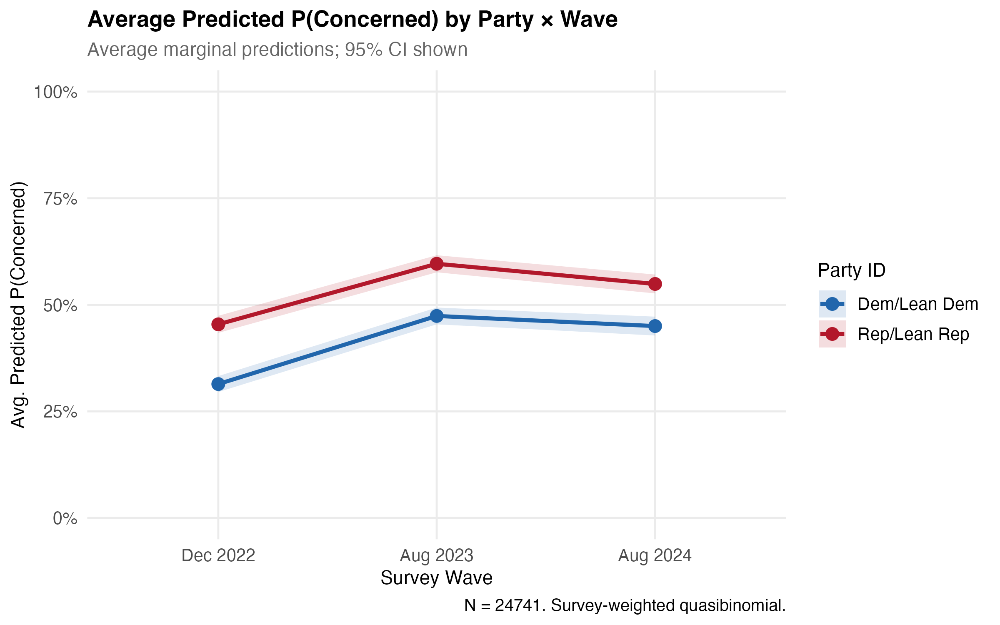 Average Predicted P(Concerned) by Party × Wave
Average marginal predictions; 95% CI shown
Avg. Predicted P(Concerned)
100%
75%
50%
25%
0%
Dec 2022
Aug 2023
Aug 2024
Survey Wave
Party ID
Dem/Lean Dem
Rep/Lean Rep
N = 24741. Survey-weighted quasibinomial.